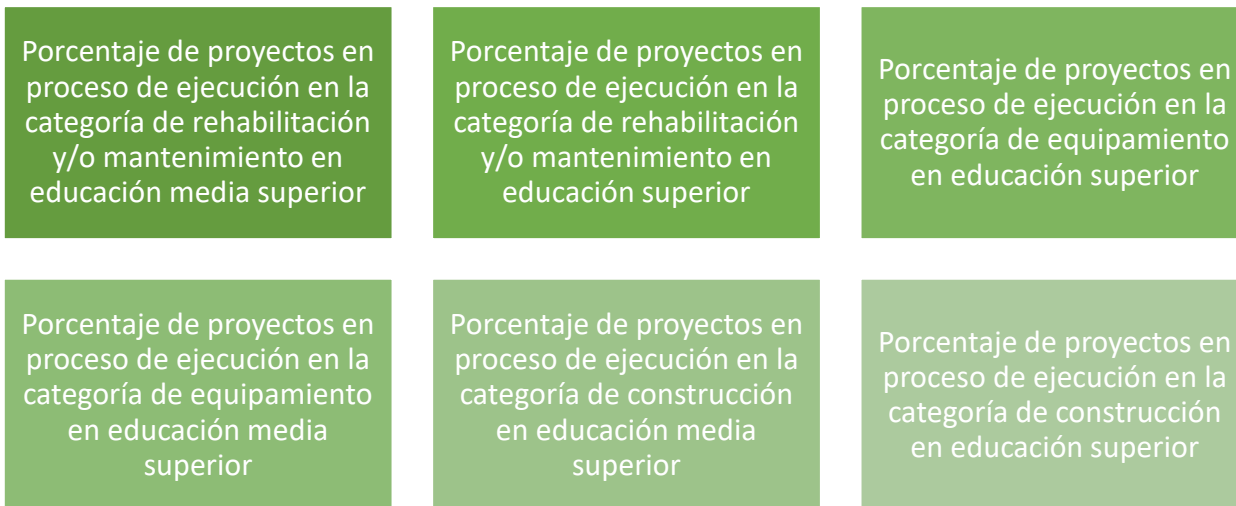 Porcentaje de proyectos en
proceso de ejecución en la
categoría de rehabilitación
y/o mantenimiento en
educación media superior
Porcentaje de proyectos en
proceso de ejecución en la
categoría de rehabilitación
y/o mantenimiento en
educación superior
Porcentaje de proyectos en
proceso de ejecución en la
categoría de equipamiento
en educación superior
Porcentaje de proyectos en
proceso de ejecución en la
categoría de equipamiento
en educación media
superior
Porcentaje de proyectos en
proceso de ejecución en la
categoría de construcción
en educación media
superior
Porcentaje de proyectos en
proceso de ejecución en la
categoría de construcción
en educación superior